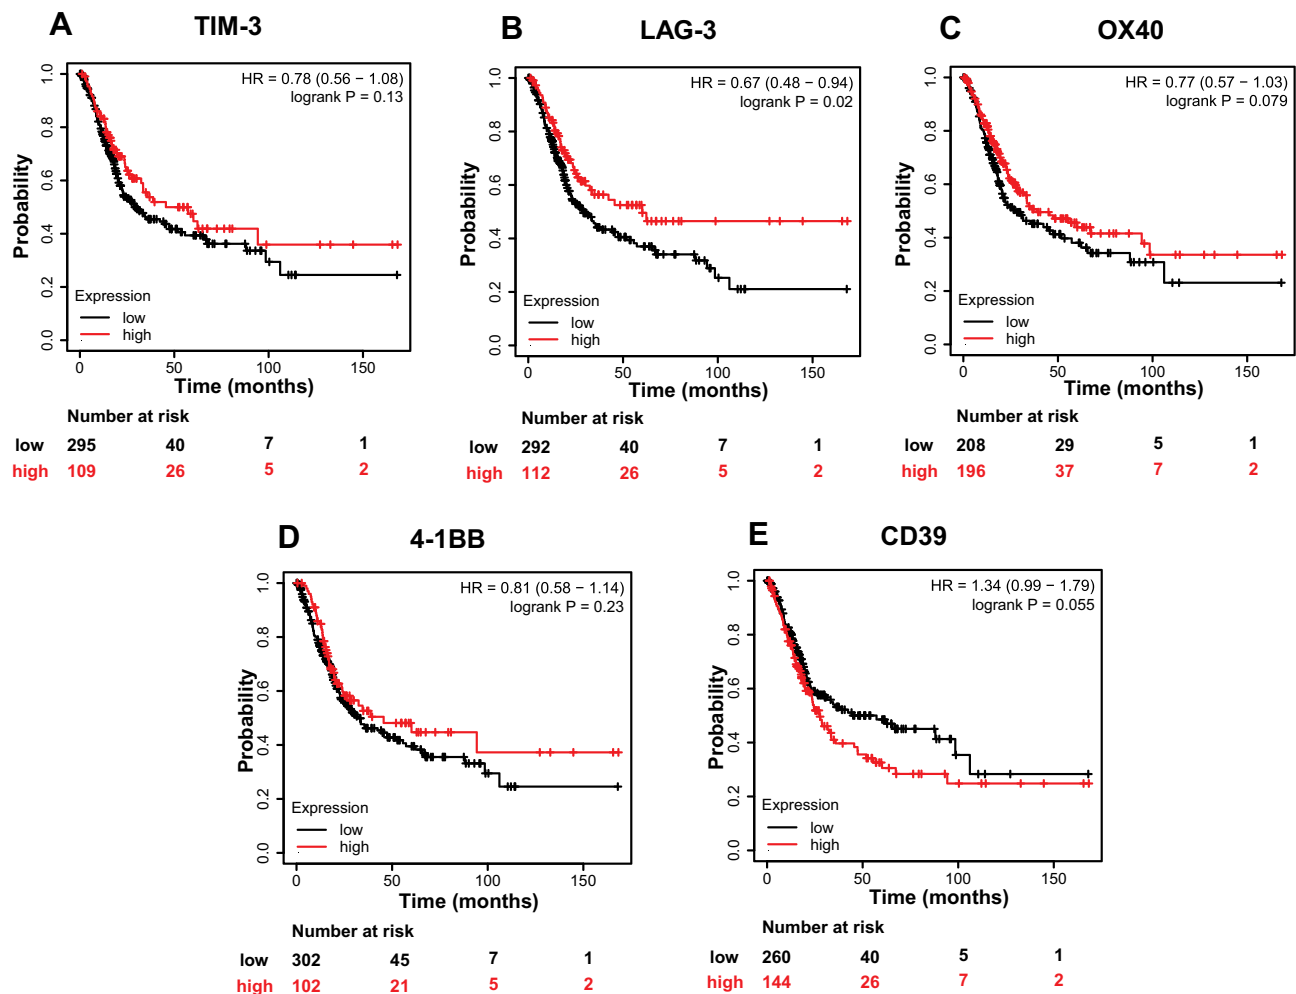 A TIM-3
HR = 0.78 (0.56 − 1.08)
logrank P = 0.13
Probability
0.0 0.2 0.4 0.6 0.8 1.0
Expression
low
high
0 50 100 150
Time (months)
Number at risk
low 295 40 7 1
high 109 26 5 2
B LAG-3
HR = 0.67 (0.48 − 0.94)
logrank P = 0.02
Probability
0.0 0.2 0.4 0.6 0.8 1.0
Expression
low
high
0 50 100 150
Time (months)
Number at risk
low 292 40 7 1
high 112 26 5 2
C OX40
HR = 0.77 (0.57 − 1.03)
logrank P = 0.079
Probability
0.0 0.2 0.4 0.6 0.8 1.0
Expression
low
high
0 50 100 150
Time (months)
Number at risk
low 208 29 5 1
high 196 37 7 2
D 4-1BB
HR = 0.81 (0.58 − 1.14)
logrank P = 0.23
Probability
0.0 0.2 0.4 0.6 0.8 1.0
Expression
low
high
0 50 100 150
Time (months)
Number at risk
low 302 45 7 1
high 102 21 5 2
E CD39
HR = 1.34 (0.99 − 1.79)
logrank P = 0.055
Probability
0.0 0.2 0.4 0.6 0.8 1.0
Expression
low
high
0 50 100 150
Time (months)
Number at risk
low 260 40 5 1
high 144 26 7 2